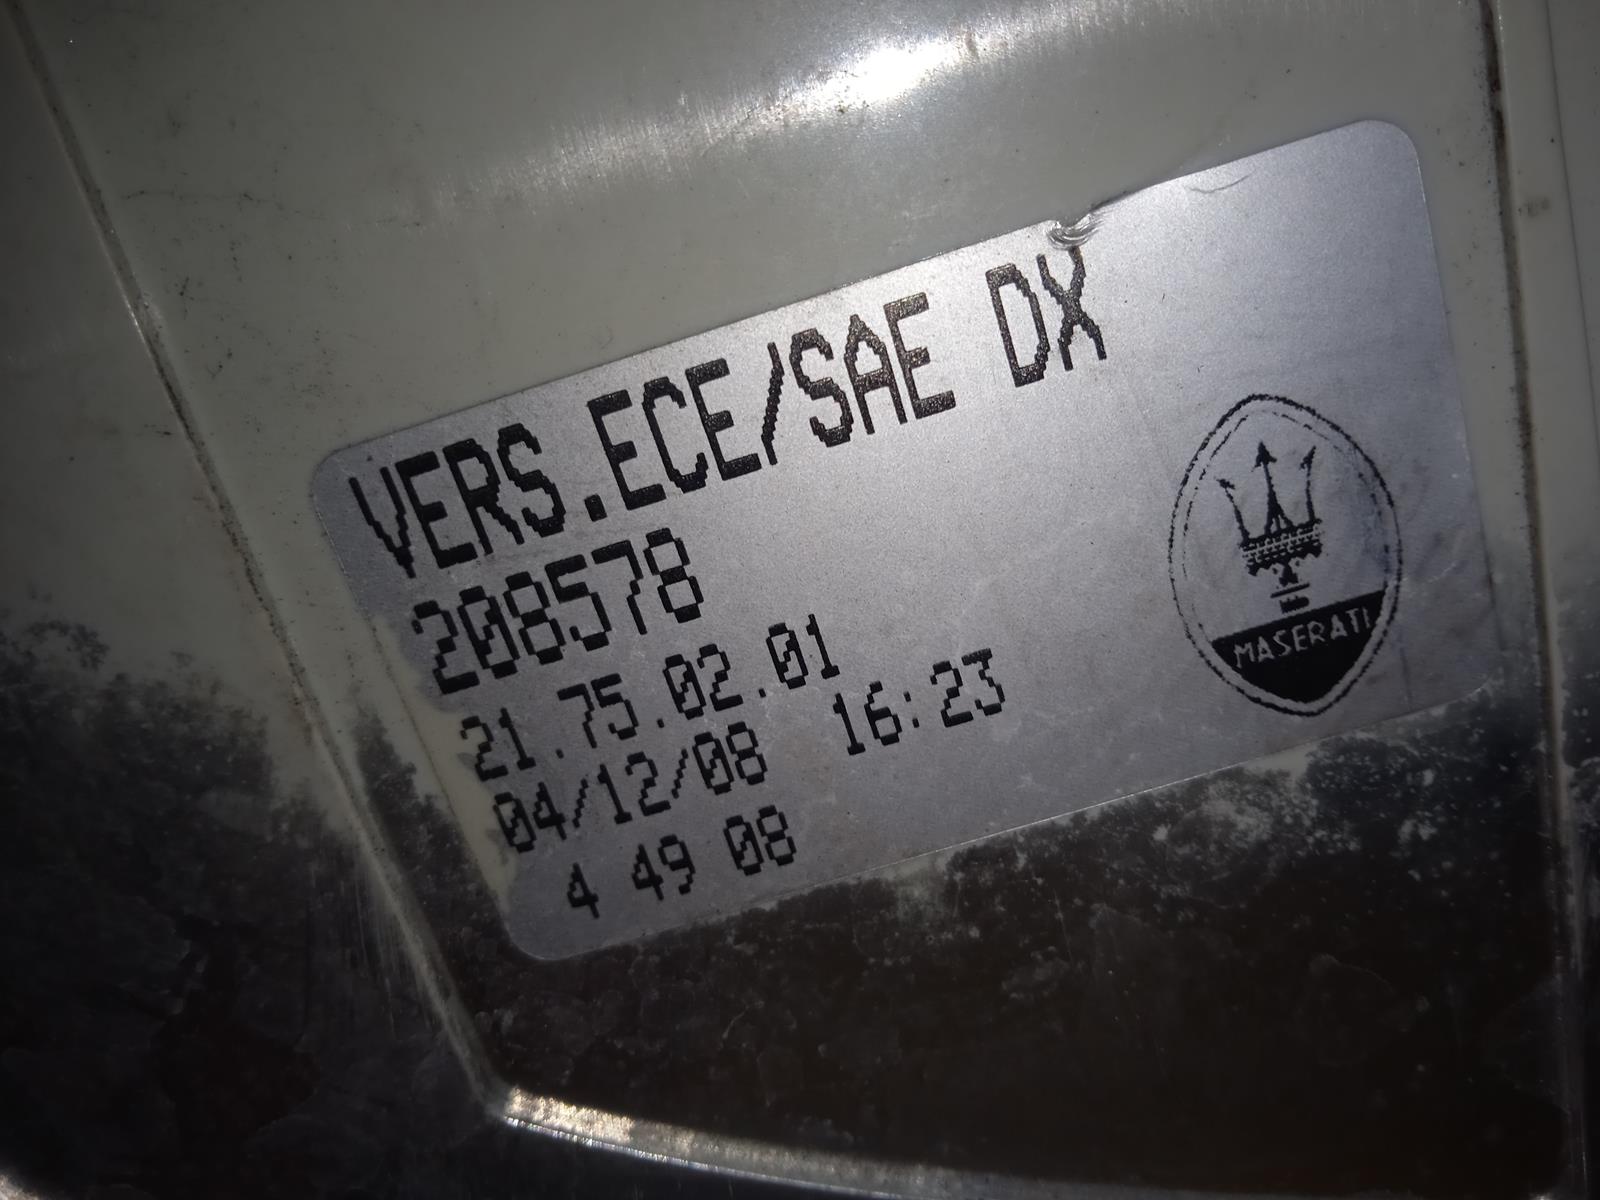 VERS.ECE/SAE DX
208578
21.75.02.01
04/12/08 16:23
4 49 08
MASERATI